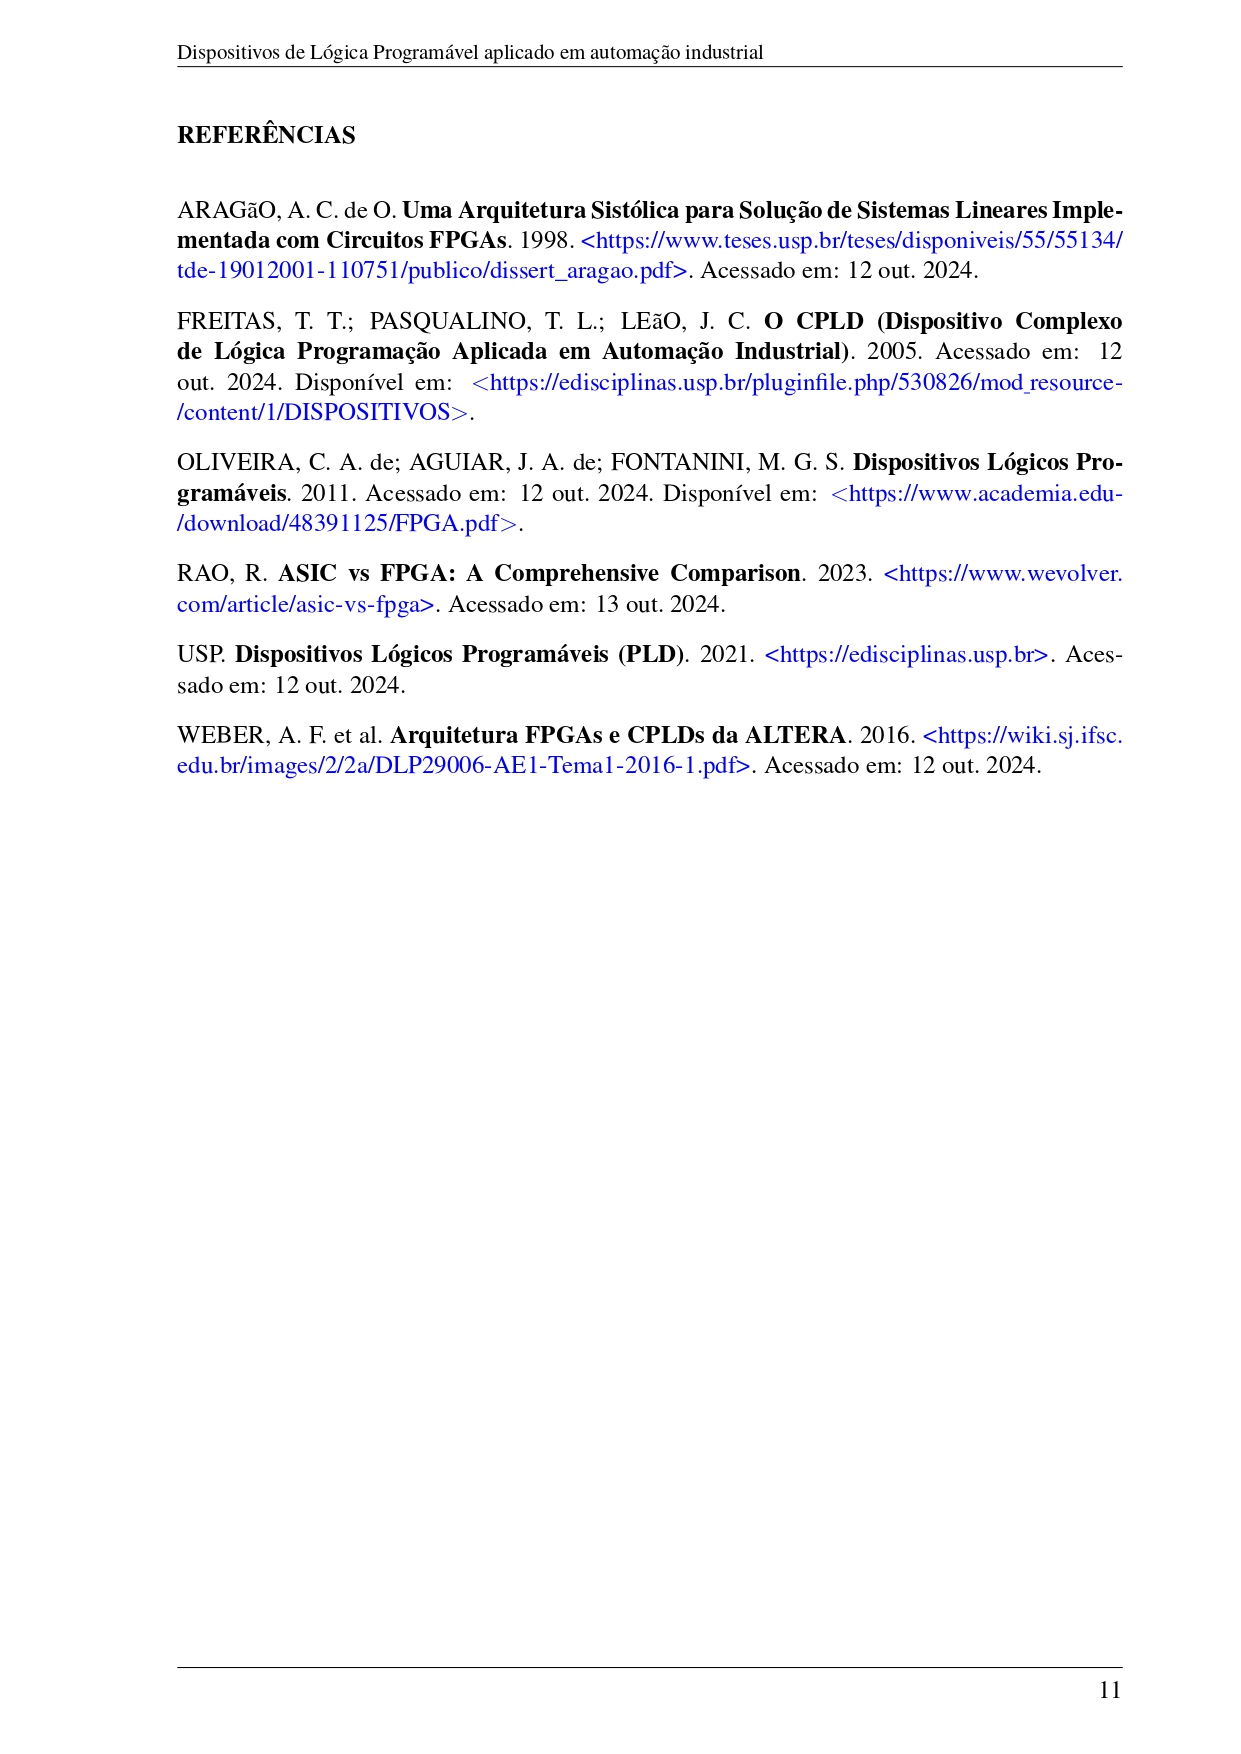 Dispositivos de Lógica Programável aplicado em automação industrial
REFERÊNCIAS
ARAGãO, A. C. de O. Uma Arquitetura Sistólica para Solução de Sistemas Lineares Imple-
mentada com Circuitos FPGAs. 1998. <https://www.teses.usp.br/teses/disponiveis/55/55134/
tde-19012001-110751/publico/dissert_aragao.pdf>. Acessado em: 12 out. 2024.
FREITAS, T. T.; PASQUALINO, T. L.; LEãO, J. C. O CPLD (Dispositivo Complexo
de Lógica Programação Aplicada em Automação Industrial). 2005. Acessado em: 12
out. 2024. Disponível em: <https://edisciplinas.usp.br/pluginfile.php/530826/mod_resource-
/content/1/DISPOSITIVOS>.
OLIVEIRA, C. A. de; AGUIAR, J. A. de; FONTANINI, M. G. S. Dispositivos Lógicos Pro-
gramáveis. 2011. Acessado em: 12 out. 2024. Disponível em: <https://www.academia.edu-
/download/48391125/FPGA.pdf>.
RAO, R. ASIC vs FPGA: A Comprehensive Comparison. 2023. <https://www.wevolver.
com/article/asic-vs-fpga>. Acessado em: 13 out. 2024.
USP. Dispositivos Lógicos Programáveis (PLD). 2021. <https://edisciplinas.usp.br>. Aces-
sado em: 12 out. 2024.
WEBER, A. F. et al. Arquitetura FPGAs e CPLDs da ALTERA. 2016. <https://wiki.sj.ifsc.
edu.br/images/2/2a/DLP29006-AE1-Tema1-2016-1.pdf>. Acessado em: 12 out. 2024.
11